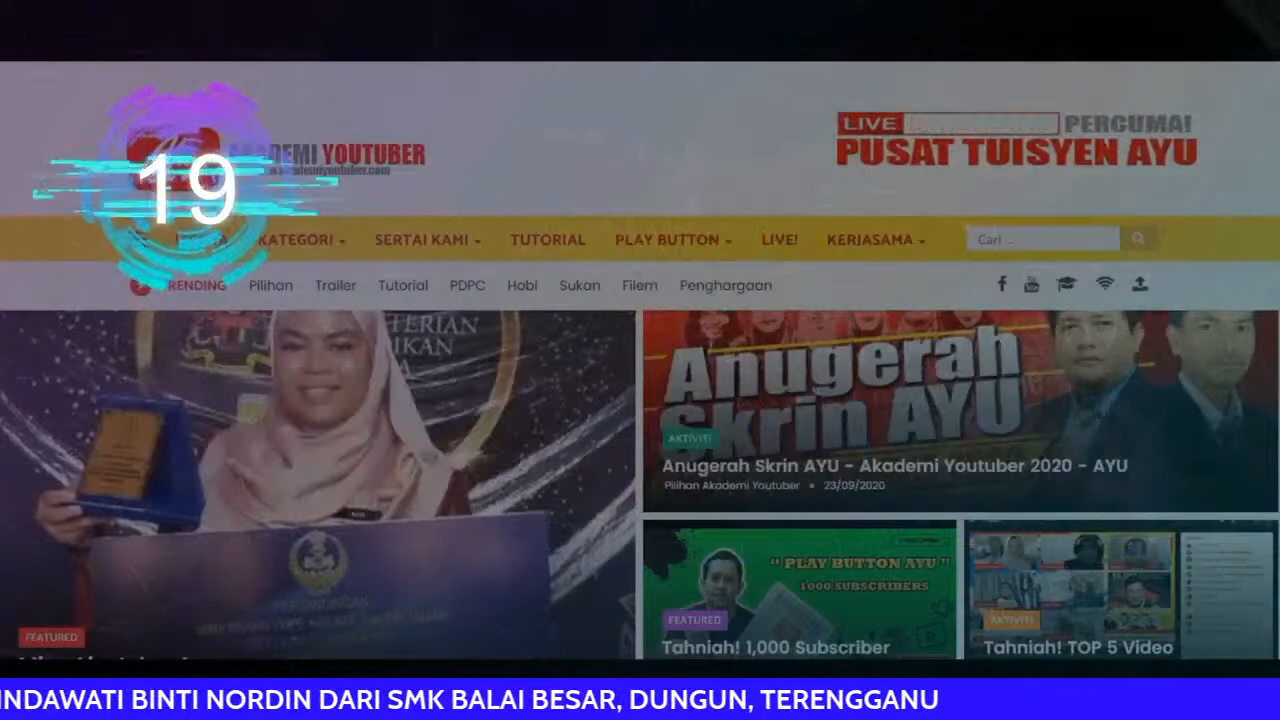 19
AKADEMI YOUTUBER
LIVE
PERCUMA!
PUSAT TUISYEN AYU
KATEGORI
SERTAI KAMI
TUTORIAL
PLAY BUTTON
LIVE!
KERJASAMA
Cari ...
TRENDING
Pilihan
Trailer
Tutorial
PDPC
Hobi
Sukan
Filem
Penghargaan
Anugerah
Skrin AYU
AKTIVITI
Anugerah Skrin AYU - Akademi Youtuber 2020 - AYU
Pilihan Akademi Youtuber • 23/09/2020
FEATURED
" PLAY BUTTON AYU "
1000 SUBSCRIBERS
FEATURED
Tahniah! 1,000 Subscriber
AKTIVITI
Tahniah! TOP 5 Video
INDAWATI BINTI NORDIN DARI SMK BALAI BESAR, DUNGUN, TERENGGANU